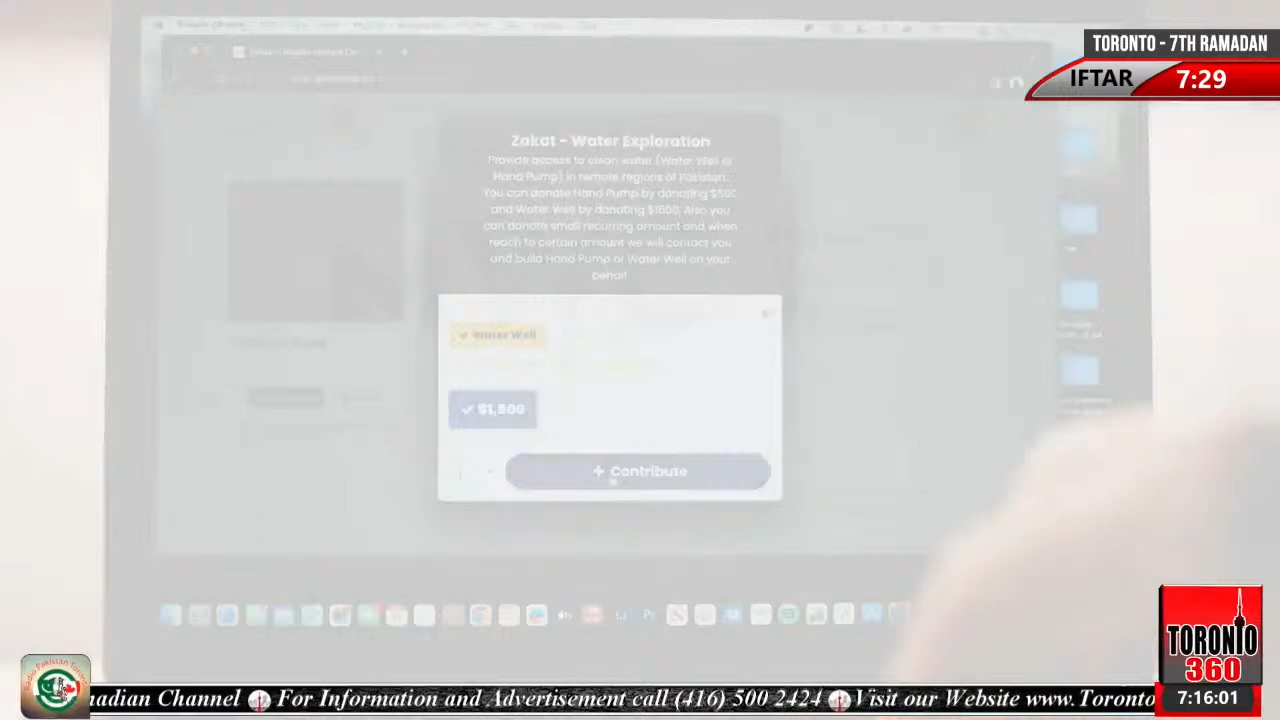 TORONTO - 7TH RAMADAN
IFTAR 7:29
Zakat - Water Exploration
Provide access to clean water (Water Well or
Hand Pump) in remote regions of Pakistan.
You can donate Hand Pump by donating $500
and Water Well by donating $1500. Also you
can donate small recurring amount and when
reach to certain amount we will contact you
and build Hand Pump or Water Well on your
behalf.
Water Well
$1,500
+ Contribute
TORONTO
360
7:16:01
nadian Channel For Information and Advertisement call (416) 500 2424 Visit our Website www.Toronto